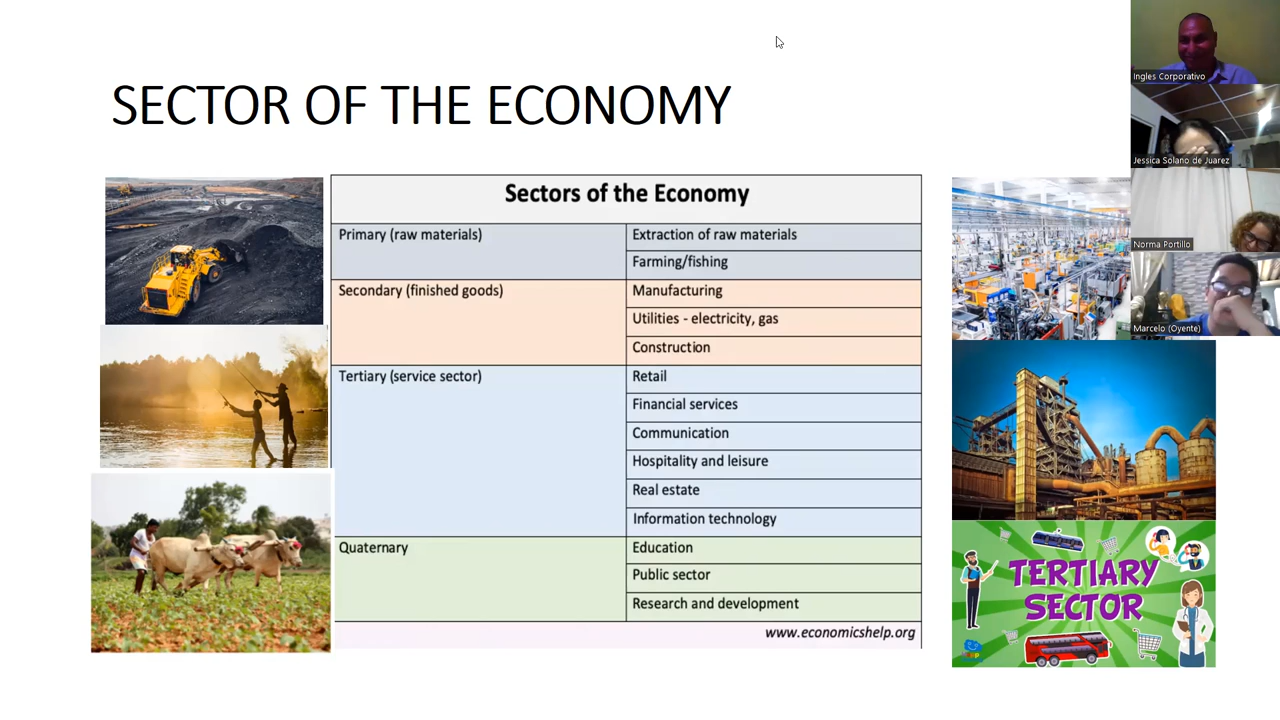 SECTOR OF THE ECONOMY
Sectors of the Economy
Primary (raw materials)
Extraction of raw materials
Farming/fishing
Secondary (finished goods)
Manufacturing
Utilities - electricity, gas
Construction
Tertiary (service sector)
Retail
Financial services
Communication
Hospitality and leisure
Real estate
Information technology
Quaternary
Education
Public sector
Research and development
www.economicshelp.org
TERTIARY
SECTOR
Ingles Corporativo
Jessica Solano de Juarez
Norma Portillo
Marcelo (Oyente)